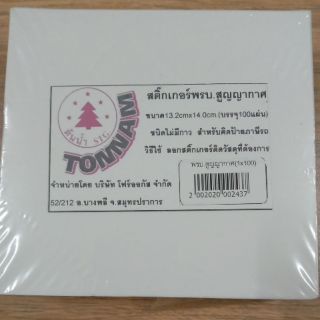 สติ๊กเกอร์พรบ.สูญญากาศ
ขนาด13.2cmx14.0cm(บรรจุ100แผ่น)
ชนิดไม่มีกาว สำหรับติดป้ายภาษีรถ
วิธีใช้ ลอกสติ๊กเกอร์ติดวัสดุที่ต้องการ
ต้นน้ำ STG.
TONNAM
พรบ.สูญญากาศ(1x100)
2 002020 002437
จำหน่ายโดย บริษัท โฟร์ออกัส จำกัด
52/212 อ.บางพลี จ.สมุทรปราการ